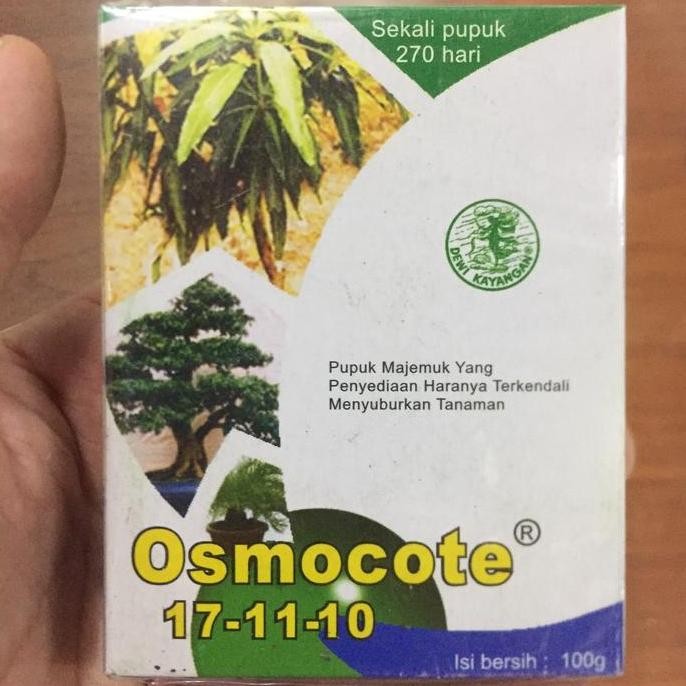 Sekali pupuk
270 hari
DEWI KAYANGAN®
Pupuk Majemuk Yang
Penyediaan Haranya Terkendali
Menyuburkan Tanaman
Osmocote®
17-11-10
Isi bersih : 100g